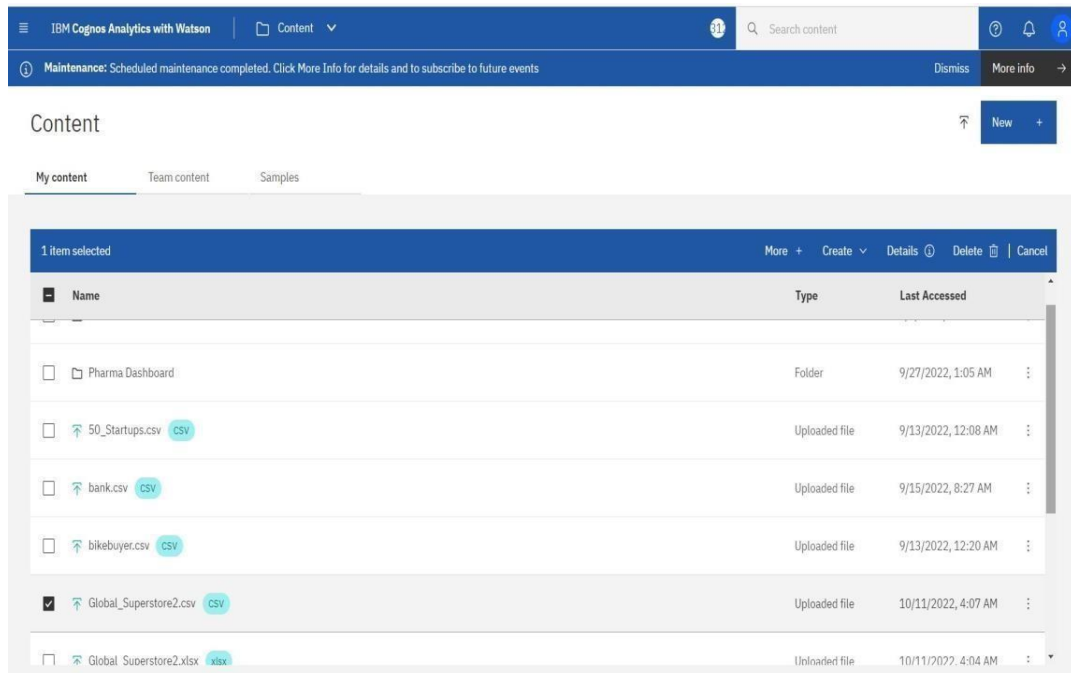 IBM Cognos Analytics with Watson Content Search content
Maintenance: Scheduled maintenance completed. Click More Info for details and to subscribe to future events Dismiss More info
Content New +
My content Team content Samples
1 item selected More + Create Details Delete | Cancel
Name Type Last Accessed
Pharma Dashboard Folder 9/27/2022, 1:05 AM
50_Startups.csv CSV Uploaded file 9/13/2022, 12:08 AM
bank.csv CSV Uploaded file 9/15/2022, 8:27 AM
bikebuyer.csv CSV Uploaded file 9/13/2022, 12:20 AM
Global_Superstore2.csv CSV Uploaded file 10/11/2022, 4:07 AM
Global_Superstore2.xlsx xlsx Uploaded file 10/11/2022, 4:04 AM